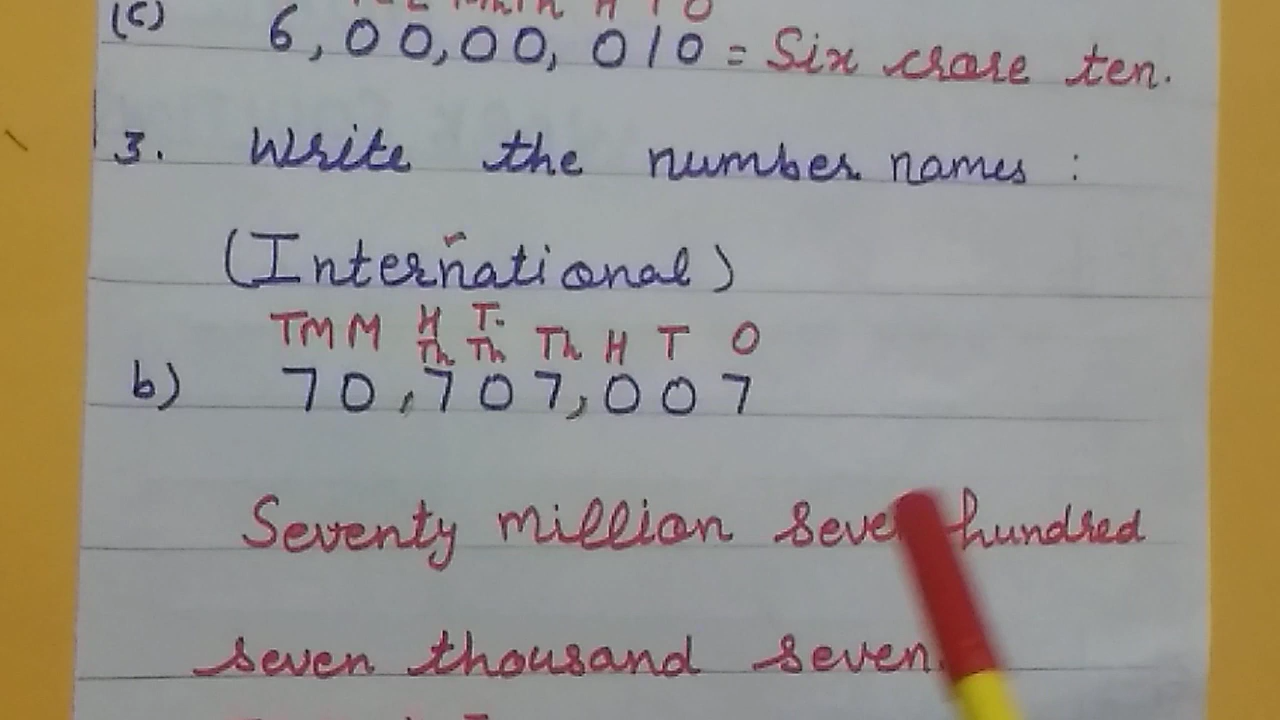 (C) 6,00,00,010 = Six crore ten.
3. Write the number names :
(International)
TM M H Th T. Th Th H T O
b) 70,707,007
Seventy million seven hundred
seven thousand seven.